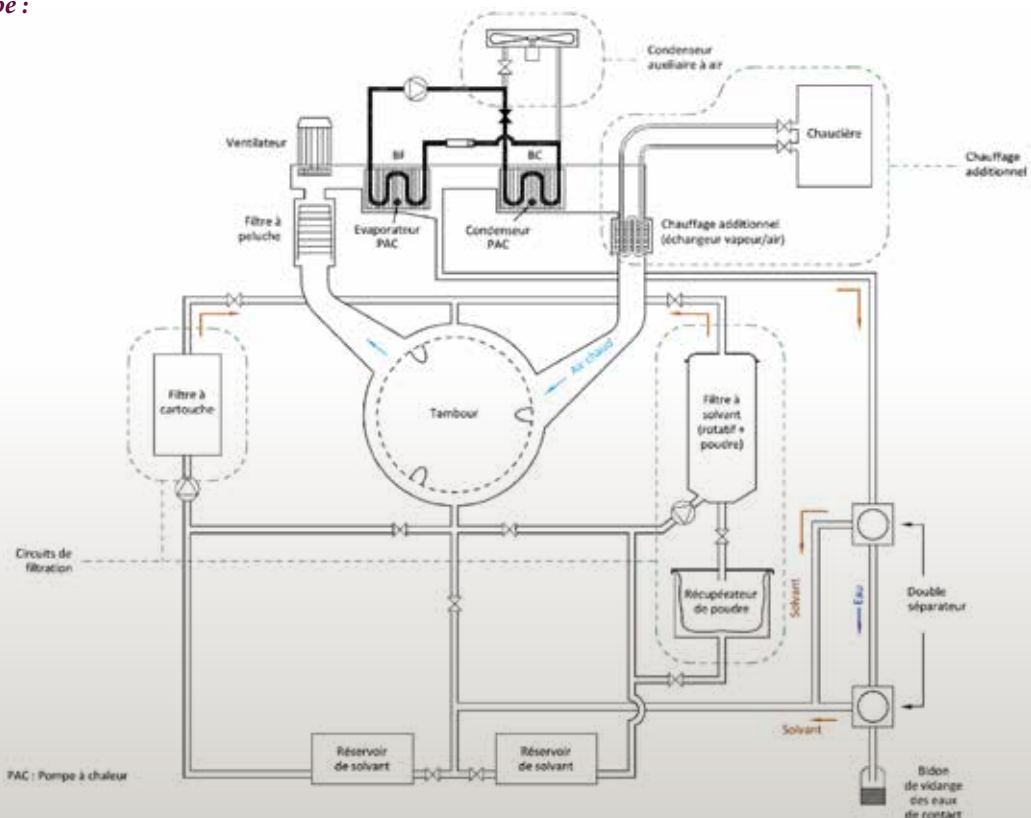 Condenseur
auxiliaire à air
Ventilateur
BF
BC
Chaudière
Chauffage
additionnel
Filtre à
peluche
Evaporateur
PAC
Condenseur
PAC
Chauffage additionnel
(échangeur vapeur/air)
Air chaud
Filtre à
cartouche
Tambour
Filtre à
solvant
(rotatif +
poudre)
Circuits de
filtration
Récupérateur
de poudre
Solvant
Eau
Double
séparateur
Solvant
Réservoir
de solvant
Réservoir
de solvant
PAC : Pompe à chaleur
Bidon
de vidange
des eaux
de contact